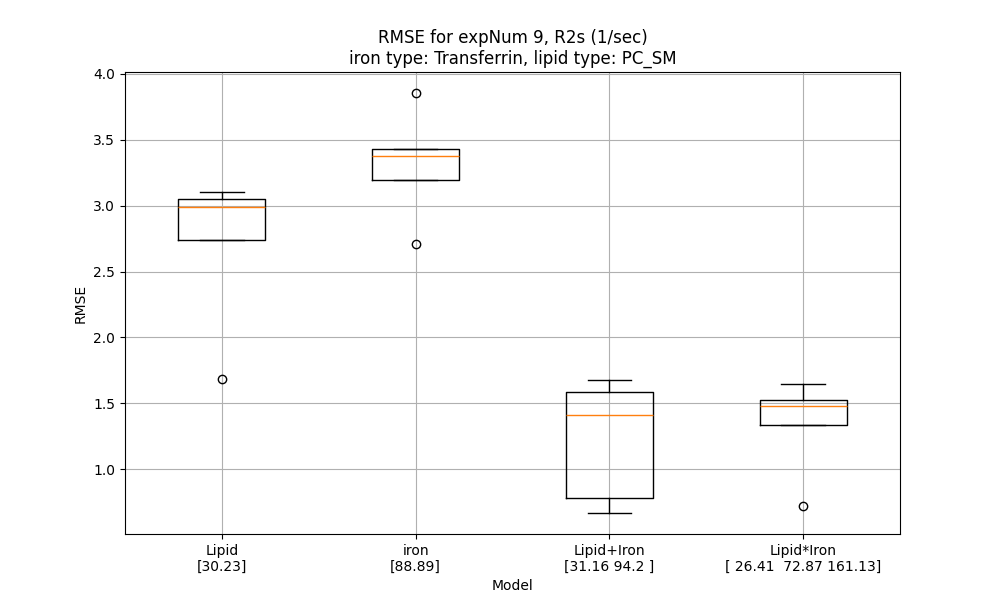 RMSE for expNum 9, R2s (1/sec)
iron type: Transferrin, lipid type: PC_SM
4.0
3.5
3.0
2.5
2.0
1.5
1.0
RMSE
Lipid
[30.23]
iron
[88.89]
Lipid+Iron
[31.16 94.2 ]
Lipid*Iron
[ 26.41  72.87 161.13]
Model